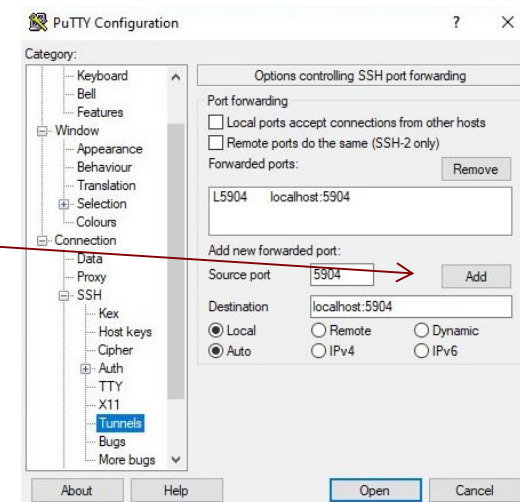 PuTTY Configuration ? ×
Category:
Keyboard
Bell
Features
Window
Appearance
Behaviour
Translation
Selection
Colours
Connection
Data
Proxy
SSH
Kex
Host keys
Cipher
Auth
TTY
X11
Tunnels
Bugs
More bugs
Options controlling SSH port forwarding
Port forwarding
Local ports accept connections from other hosts
Remote ports do the same (SSH-2 only)
Forwarded ports: Remove
L5904 localhost:5904
Add new forwarded port:
Source port 5904 Add
Destination localhost:5904
Local Remote Dynamic
Auto IPv4 IPv6
About Help Open Cancel